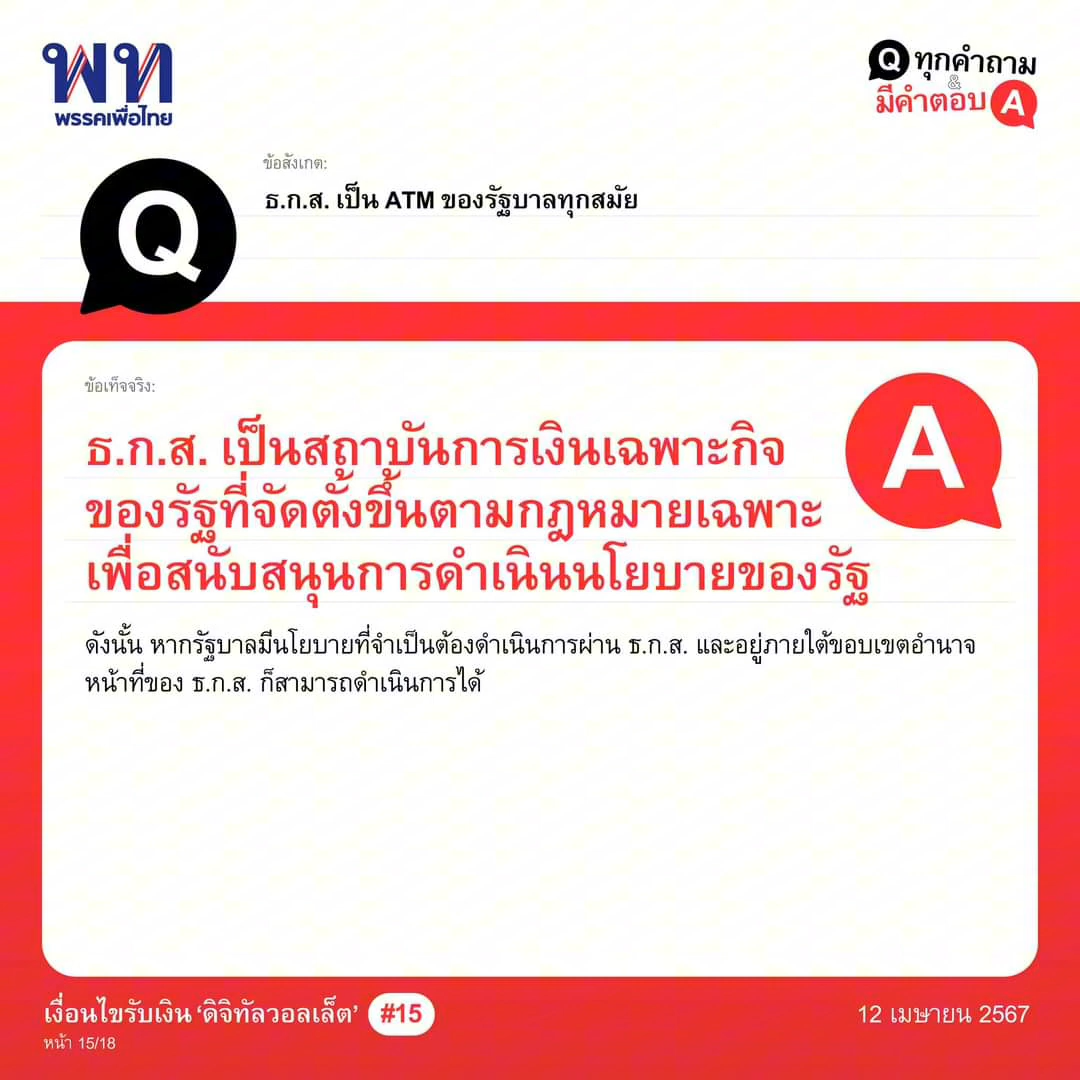 พท
พรรคเพื่อไทย
Q ทุกคำถาม
&
มีคำตอบ A
ข้อสังเกต:
Q
ธ.ก.ส. เป็น ATM ของรัฐบาลทุกสมัย
ข้อเท็จจริง:
A
ธ.ก.ส. เป็นสถาบันการเงินเฉพาะกิจ
ของรัฐที่จัดตั้งขึ้นตามกฎหมายเฉพาะ
เพื่อสนับสนุนการดำเนินนโยบายของรัฐ
ดังนั้น หากรัฐบาลมีนโยบายที่จำเป็นต้องดำเนินการผ่าน ธ.ก.ส. และอยู่ภายใต้ขอบเขตอำนาจ
หน้าที่ของ ธ.ก.ส. ก็สามารถดำเนินการได้
เงื่อนไขรับเงิน ‘ดิจิทัลวอลเล็ต’ #15
หน้า 15/18
12 เมษายน 2567